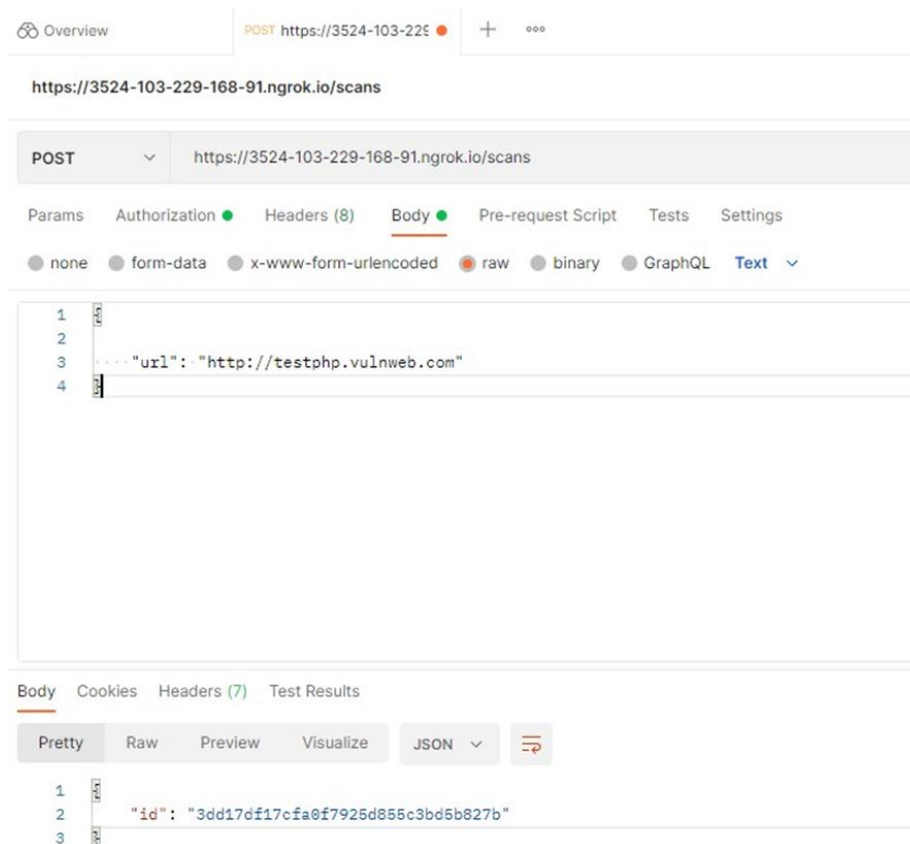 Overview POST https://3524-103-229 + ooo
https://3524-103-229-168-91.ngrok.io/scans
POST https://3524-103-229-168-91.ngrok.io/scans
Params Authorization Headers (8) Body Pre-request Script Tests Settings
none form-data x-www-form-urlencoded raw binary GraphQL Text
1 {
2
3 "url": "http://testphp.vulnweb.com"
4 }
Body Cookies Headers (7) Test Results
Pretty Raw Preview Visualize JSON
1 {
2 "id": "3dd17df17cfa0f7925d855c3bd5b827b"
3 }